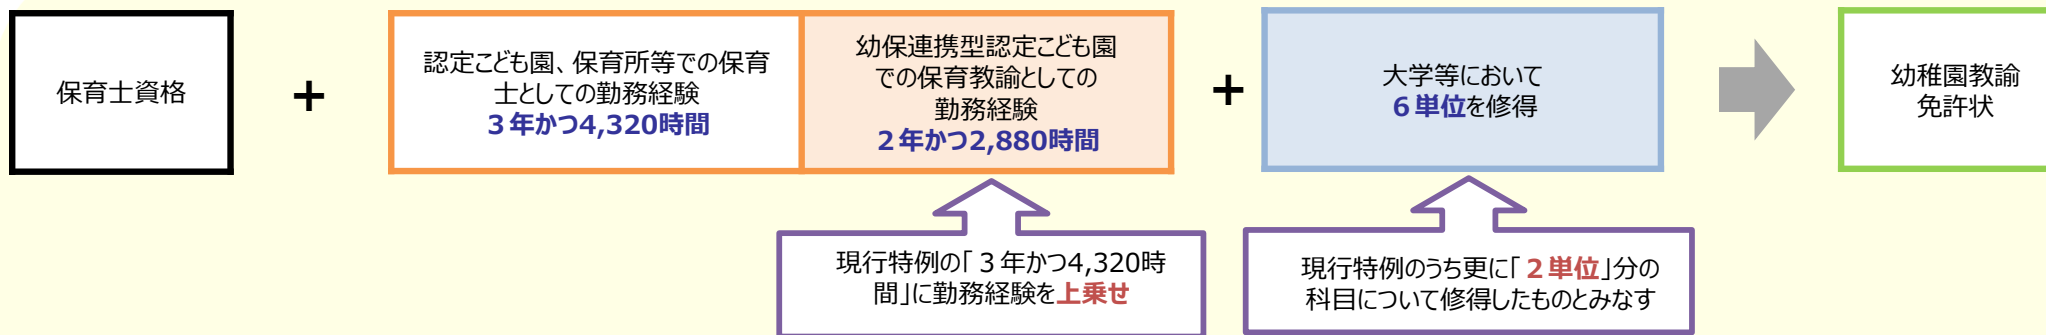 保育士資格
+
認定こども園、保育所等での保育
士としての勤務経験
３年かつ4,320時間
幼保連携型認定こども園
での保育教諭としての
勤務経験
２年かつ2,880時間
+
大学等において
６単位を修得
幼稚園教諭
免許状
現行特例の「３年かつ4,320時
間」に勤務経験を上乗せ
現行特例のうち更に「２単位」分の
科目について修得したものとみなす